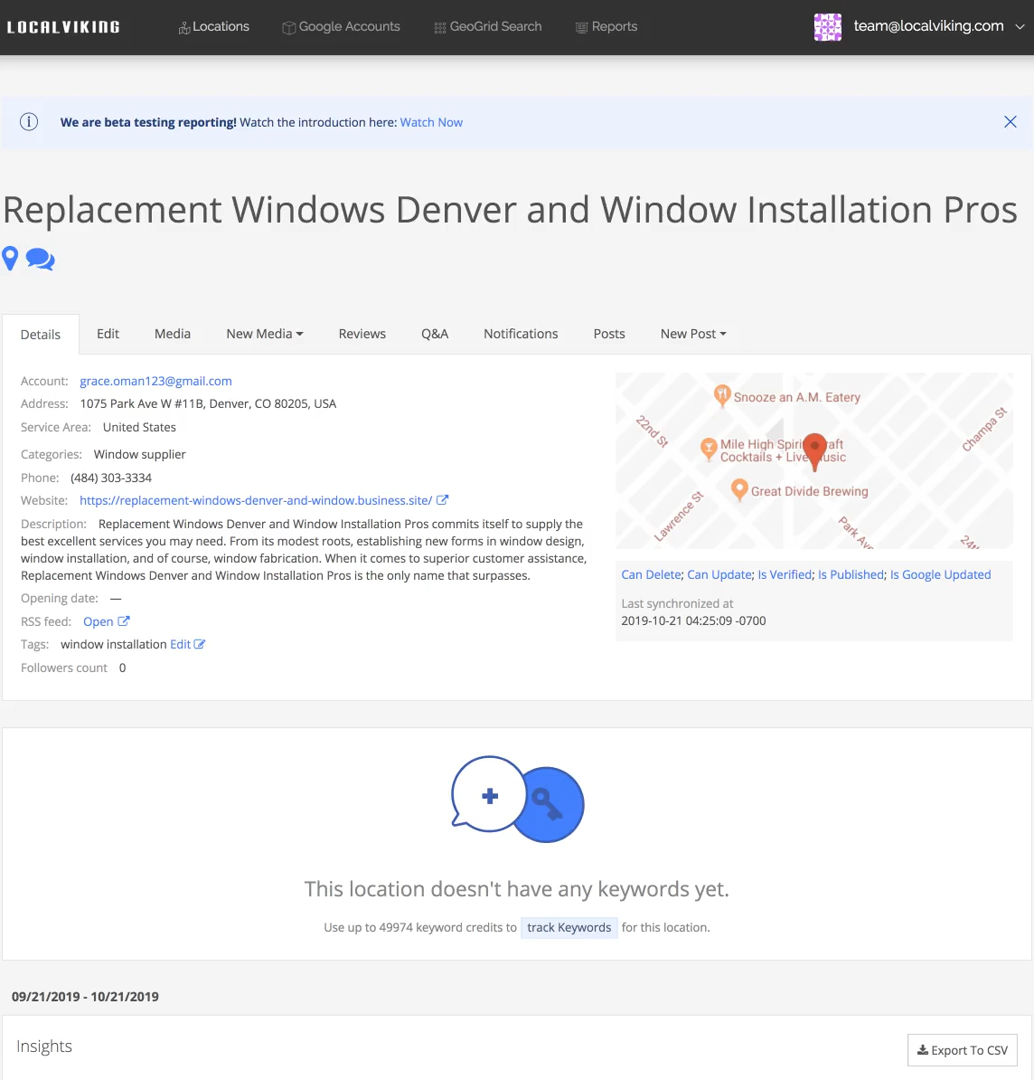 LOCALVIKING
Locations
Google Accounts
GeoGrid Search
Reports
team@localviking.com
We are beta testing reporting! Watch the introduction here: Watch Now
Replacement Windows Denver and Window Installation Pros
Details
Edit
Media
New Media
Reviews
Q&A
Notifications
Posts
New Post
Account: grace.oman123@gmail.com
Address: 1075 Park Ave W #11B, Denver, CO 80205, USA
Service Area: United States
Categories: Window supplier
Phone: (484) 303-3334
Website: https://replacement-windows-denver-and-window.business.site/
Description: Replacement Windows Denver and Window Installation Pros commits itself to supply the
best excellent services you may need. From its modest roots, establishing new forms in window design,
window installation, and of course, window fabrication. When it comes to superior customer assistance,
Replacement Windows Denver and Window Installation Pros is the only name that surpasses.
Opening date: —
RSS feed: Open
Tags: window installation Edit
Followers count 0
Snooze an A.M. Eatery
22nd St
Champa St
Mile High Spiri raft
Cocktails + Live usic
Great Divide Brewing
Lawrence St
Park Ave
24th
Can Delete; Can Update; Is Verified; Is Published; Is Google Updated
Last synchronized at
2019-10-21 04:25:09 -0700
This location doesn't have any keywords yet.
Use up to 49974 keyword credits to track Keywords for this location.
09/21/2019 - 10/21/2019
Insights
Export To CSV